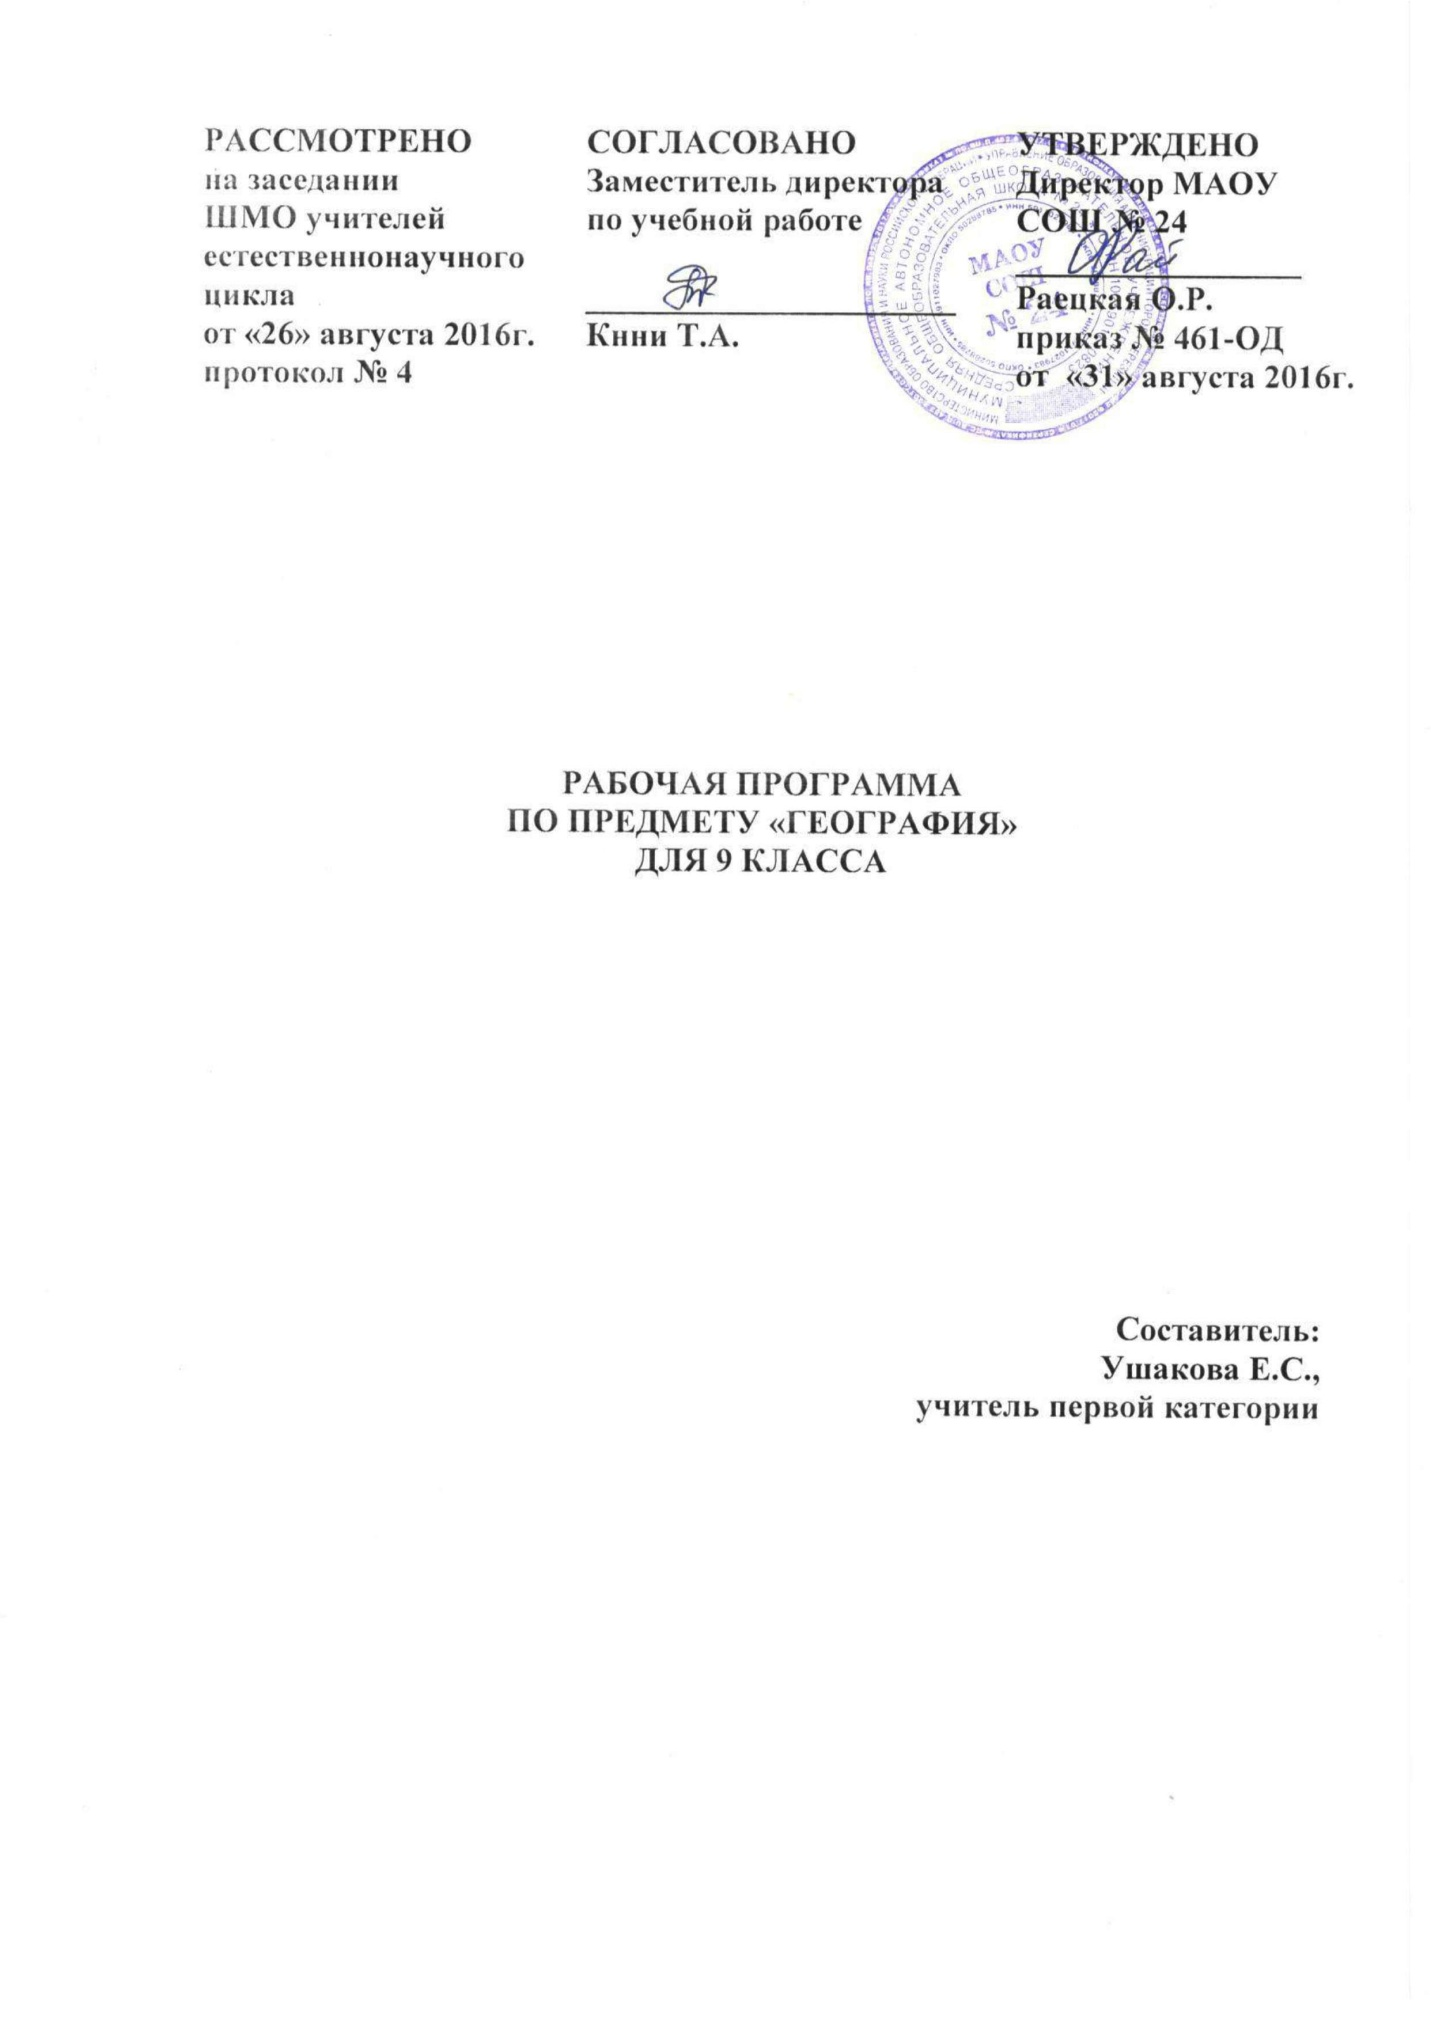 РАССМОТРЕНО
на заседании
ШМО учителей
естественнонаучного
цикла
от «26» августа 2016г.
протокол № 4
СОГЛАСОВАНО
Заместитель директора
по учебной работе
Кнни Т.А.
УТВЕРЖДЕНО
Директор МАОУ
СОШ № 24
Раецкая О.Р.
приказ № 461-ОД
от «31» августа 2016г.
МАОУ
СОШ
№ 24
РАБОЧАЯ ПРОГРАММА
ПО ПРЕДМЕТУ «ГЕОГРАФИЯ»
ДЛЯ 9 КЛАССА
Составитель:
Ушакова Е.С.,
учитель первой категории